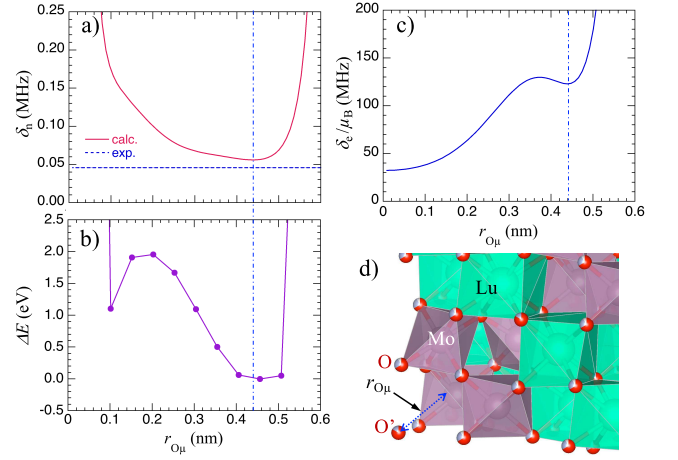 a)
0.25
0.20
0.15
0.10
0.05
0.00
δn (MHz)
calc.
exp.
b)
2.5
2.0
1.5
1.0
0.5
0.0
-0.5
ΔE (eV)
0 0.1 0.2 0.3 0.4 0.5 0.6
rOμ (nm)
c)
200
150
100
50
0
δe/μB (MHz)
0 0.1 0.2 0.3 0.4 0.5 0.6
rOμ (nm)
d)
Lu
Mo
O
rOμ
O'